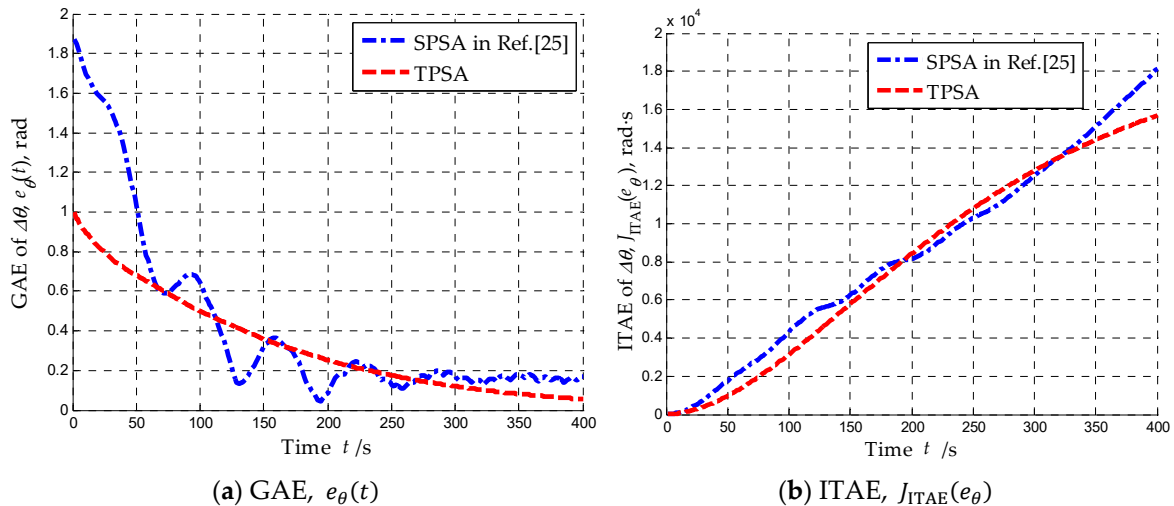 2
1.8
1.6
1.4
1.2
1
0.8
0.6
0.4
0.2
0
GAE of Δθ, e_θ(t), rad
SPSA in Ref.[25]
TPSA
0 50 100 150 200 250 300 350 400
Time t /s
(a) GAE, e_θ(t)
× 10⁴
2
1.8
1.6
1.4
1.2
1
0.8
0.6
0.4
0.2
0
ITAE of Δθ, J_ITAE(e_θ), rad·s
SPSA in Ref.[25]
TPSA
0 50 100 150 200 250 300 350 400
Time t /s
(b) ITAE, J_ITAE(e_θ)